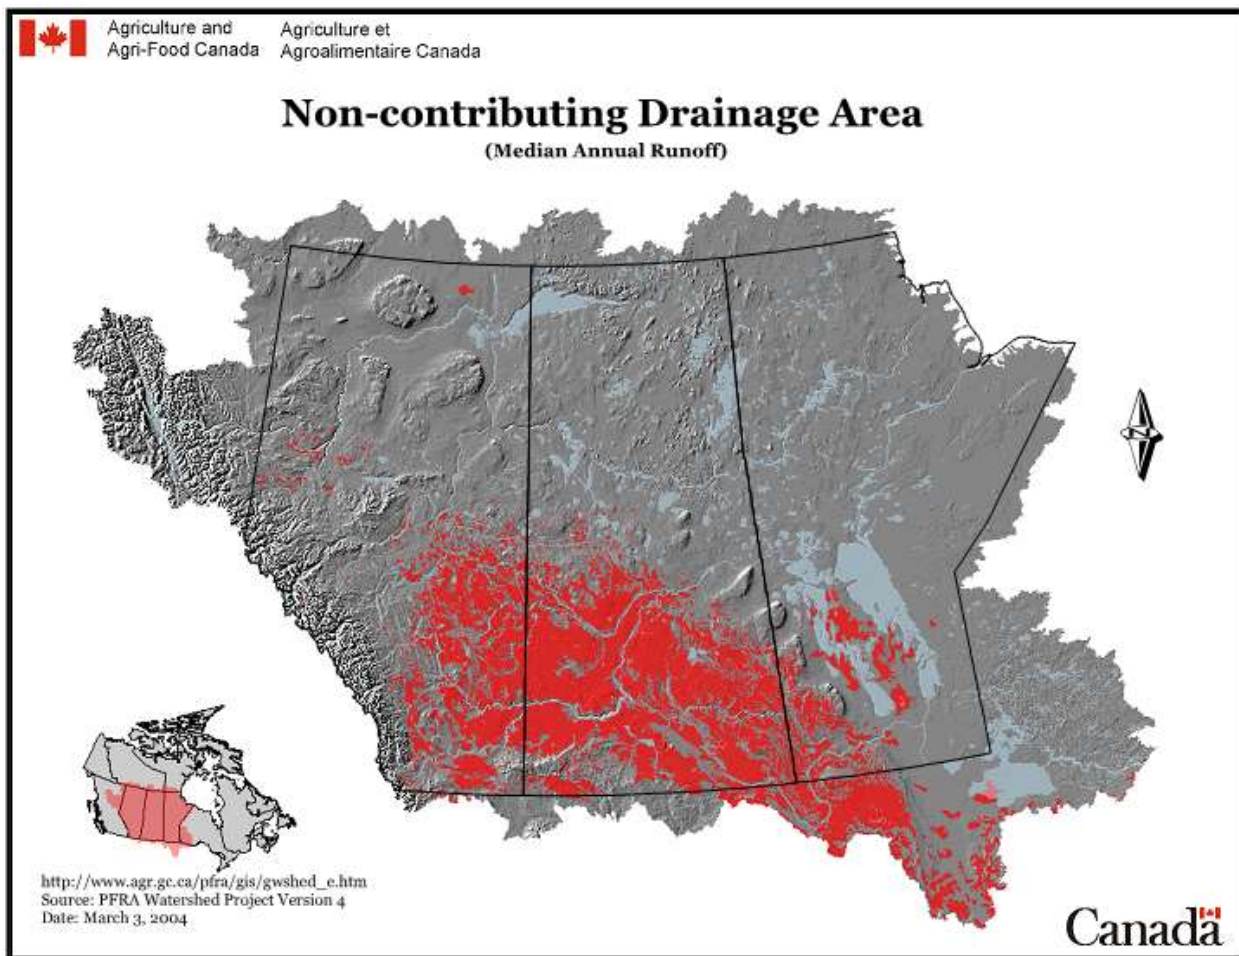 Agriculture and
Agri-Food Canada
Agriculture et
Agroalimentaire Canada
Non-contributing Drainage Area
(Median Annual Runoff)
N
http://www.agr.gc.ca/pfra/gis/gwshed_e.htm
Source: PFRA Watershed Project Version 4
Date: March 3, 2004
Canada